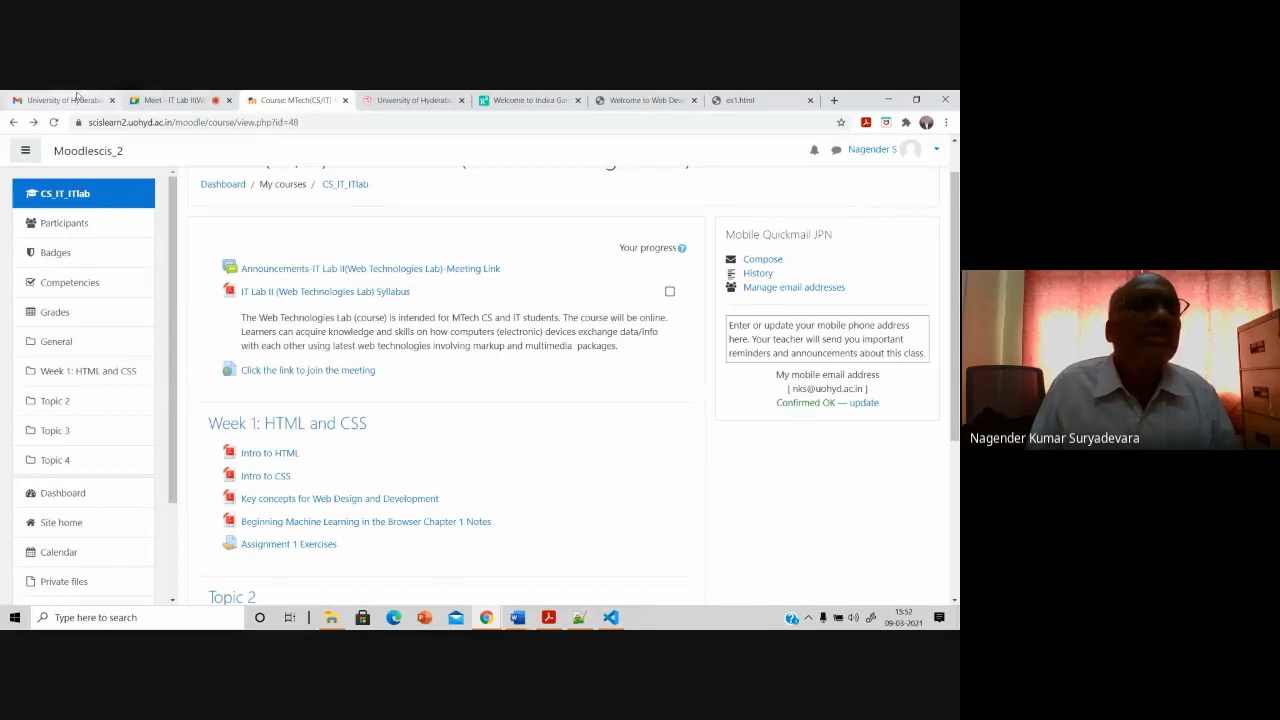 University of Hyderaba
Meet – IT Lab II(W
Course: MTech(CS/IT)
University of Hyderab
Welcome to Indira Ga
Welcome to Web Dev
ex1.html
scislearn2.uohyd.ac.in/moodle/course/view.php?id=48
Moodlescis_2
Nagender S
CS_IT_ITlab
Participants
Badges
Competencies
Grades
General
Week 1: HTML and CSS
Topic 2
Topic 3
Topic 4
Dashboard
Site home
Calendar
Private files
Dashboard / My courses / CS_IT_ITlab
Your progress
Announcements-IT Lab II(Web Technologies Lab)-Meeting Link
IT Lab II (Web Technologies Lab) Syllabus
The Web Technologies Lab (course) is intended for MTech CS and IT students. The course will be online.
Learners can acquire knowledge and skills on how computers (electronic) devices exchange data/info
with each other using latest web technologies involving markup and multimedia packages.
Click the link to join the meeting
Week 1: HTML and CSS
Intro to HTML
Intro to CSS
Key concepts for Web Design and Development
Beginning Machine Learning in the Browser Chapter 1 Notes
Assignment 1 Exercises
Topic 2
Mobile Quickmail JPN
Compose
History
Manage email addresses
Enter or update your mobile phone address
here. Your teacher will send you important
reminders and announcements about this class.
My mobile email address
[ nks@uohyd.ac.in ]
Confirmed OK — update
Nagender Kumar Suryadevara
Type here to search
15:52
09-03-2021